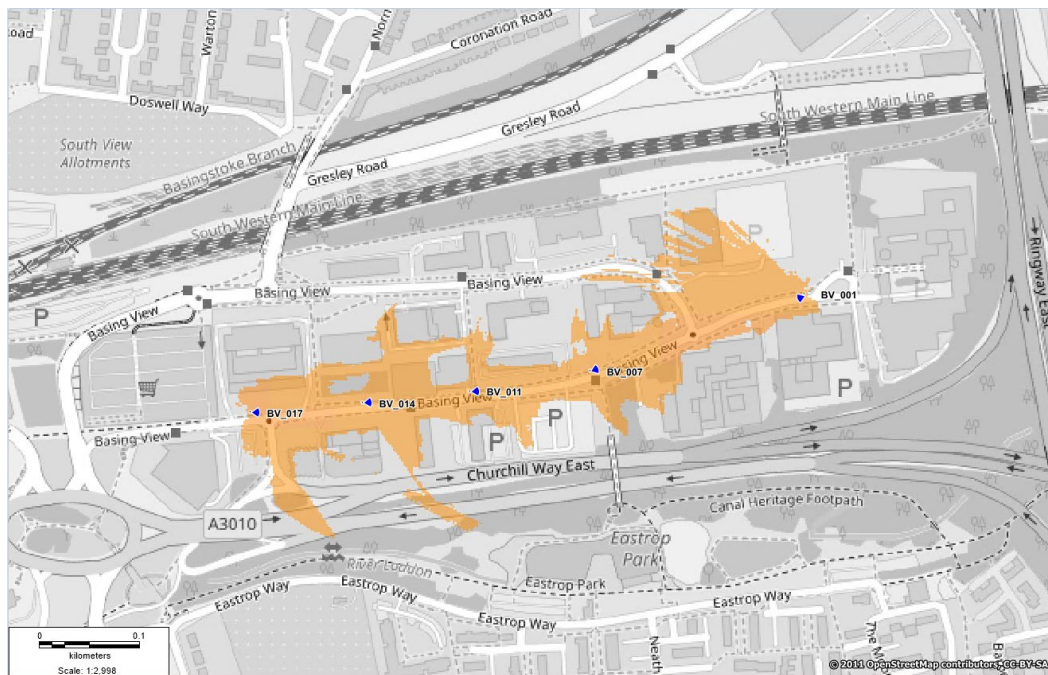 Coronation Road
Norn
Warton
Road
Doswell Way
Gresley Road
South Western Main Line
South View
Allotments
Basingstoke Branch
Gresley Road
South Western Main Line
Ringway East
P
Basing View
Basing View
P
BV_001
P
Basing View
Basing View
BV_007
P
BV_011
BV_014
Basing View
BV_017
Basing View
P
P
Churchill Way East
A3010
Canal Heritage Footpath
Eastrop
Park
River Loddon
Eastrop Park
Eastrop Way
Eastrop Way
Eastrop Way
Eastrop Way
Neath
The M
Ba
0 0.1
kilometers
Scale: 1:2,998
© 2011 OpenStreetMap contributors, CC-BY-SA